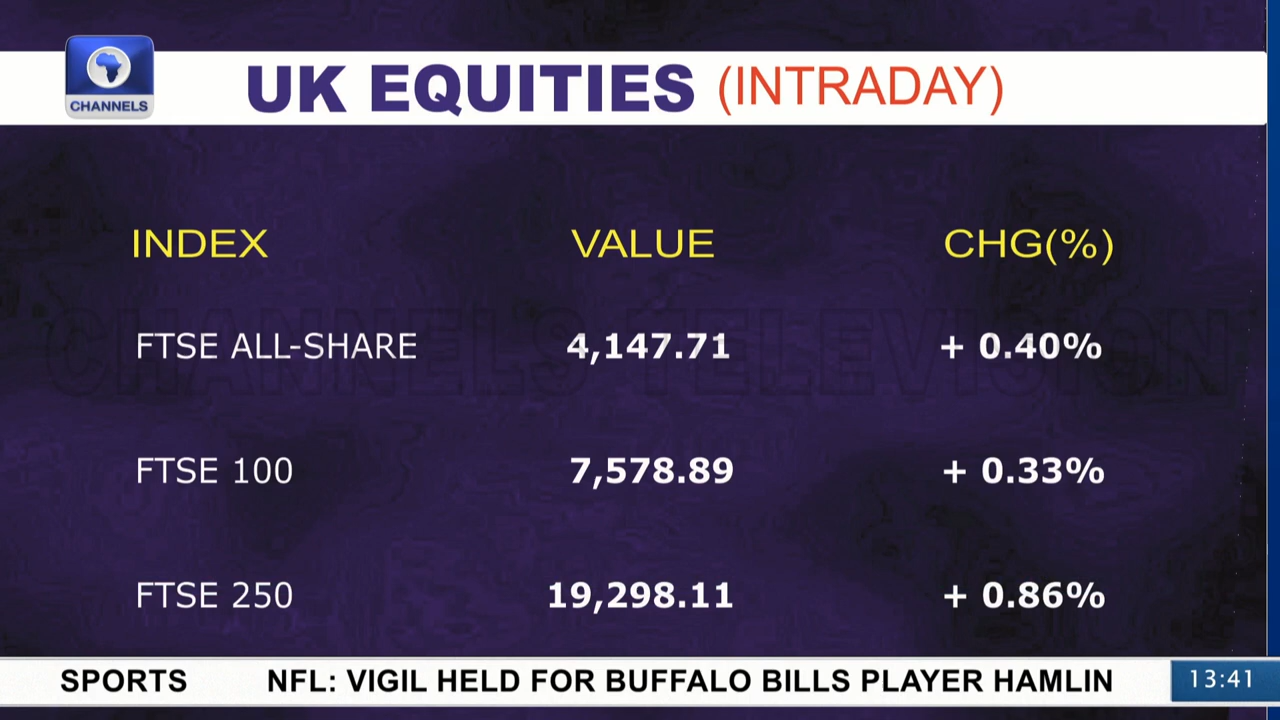 CHANNELS
UK EQUITIES (INTRADAY)
INDEX VALUE CHG(%)
CHANNELS TELEVISION
FTSE ALL-SHARE 4,147.71 + 0.40%
FTSE 100 7,578.89 + 0.33%
FTSE 250 19,298.11 + 0.86%
SPORTS NFL: VIGIL HELD FOR BUFFALO BILLS PLAYER HAMLIN 13:41